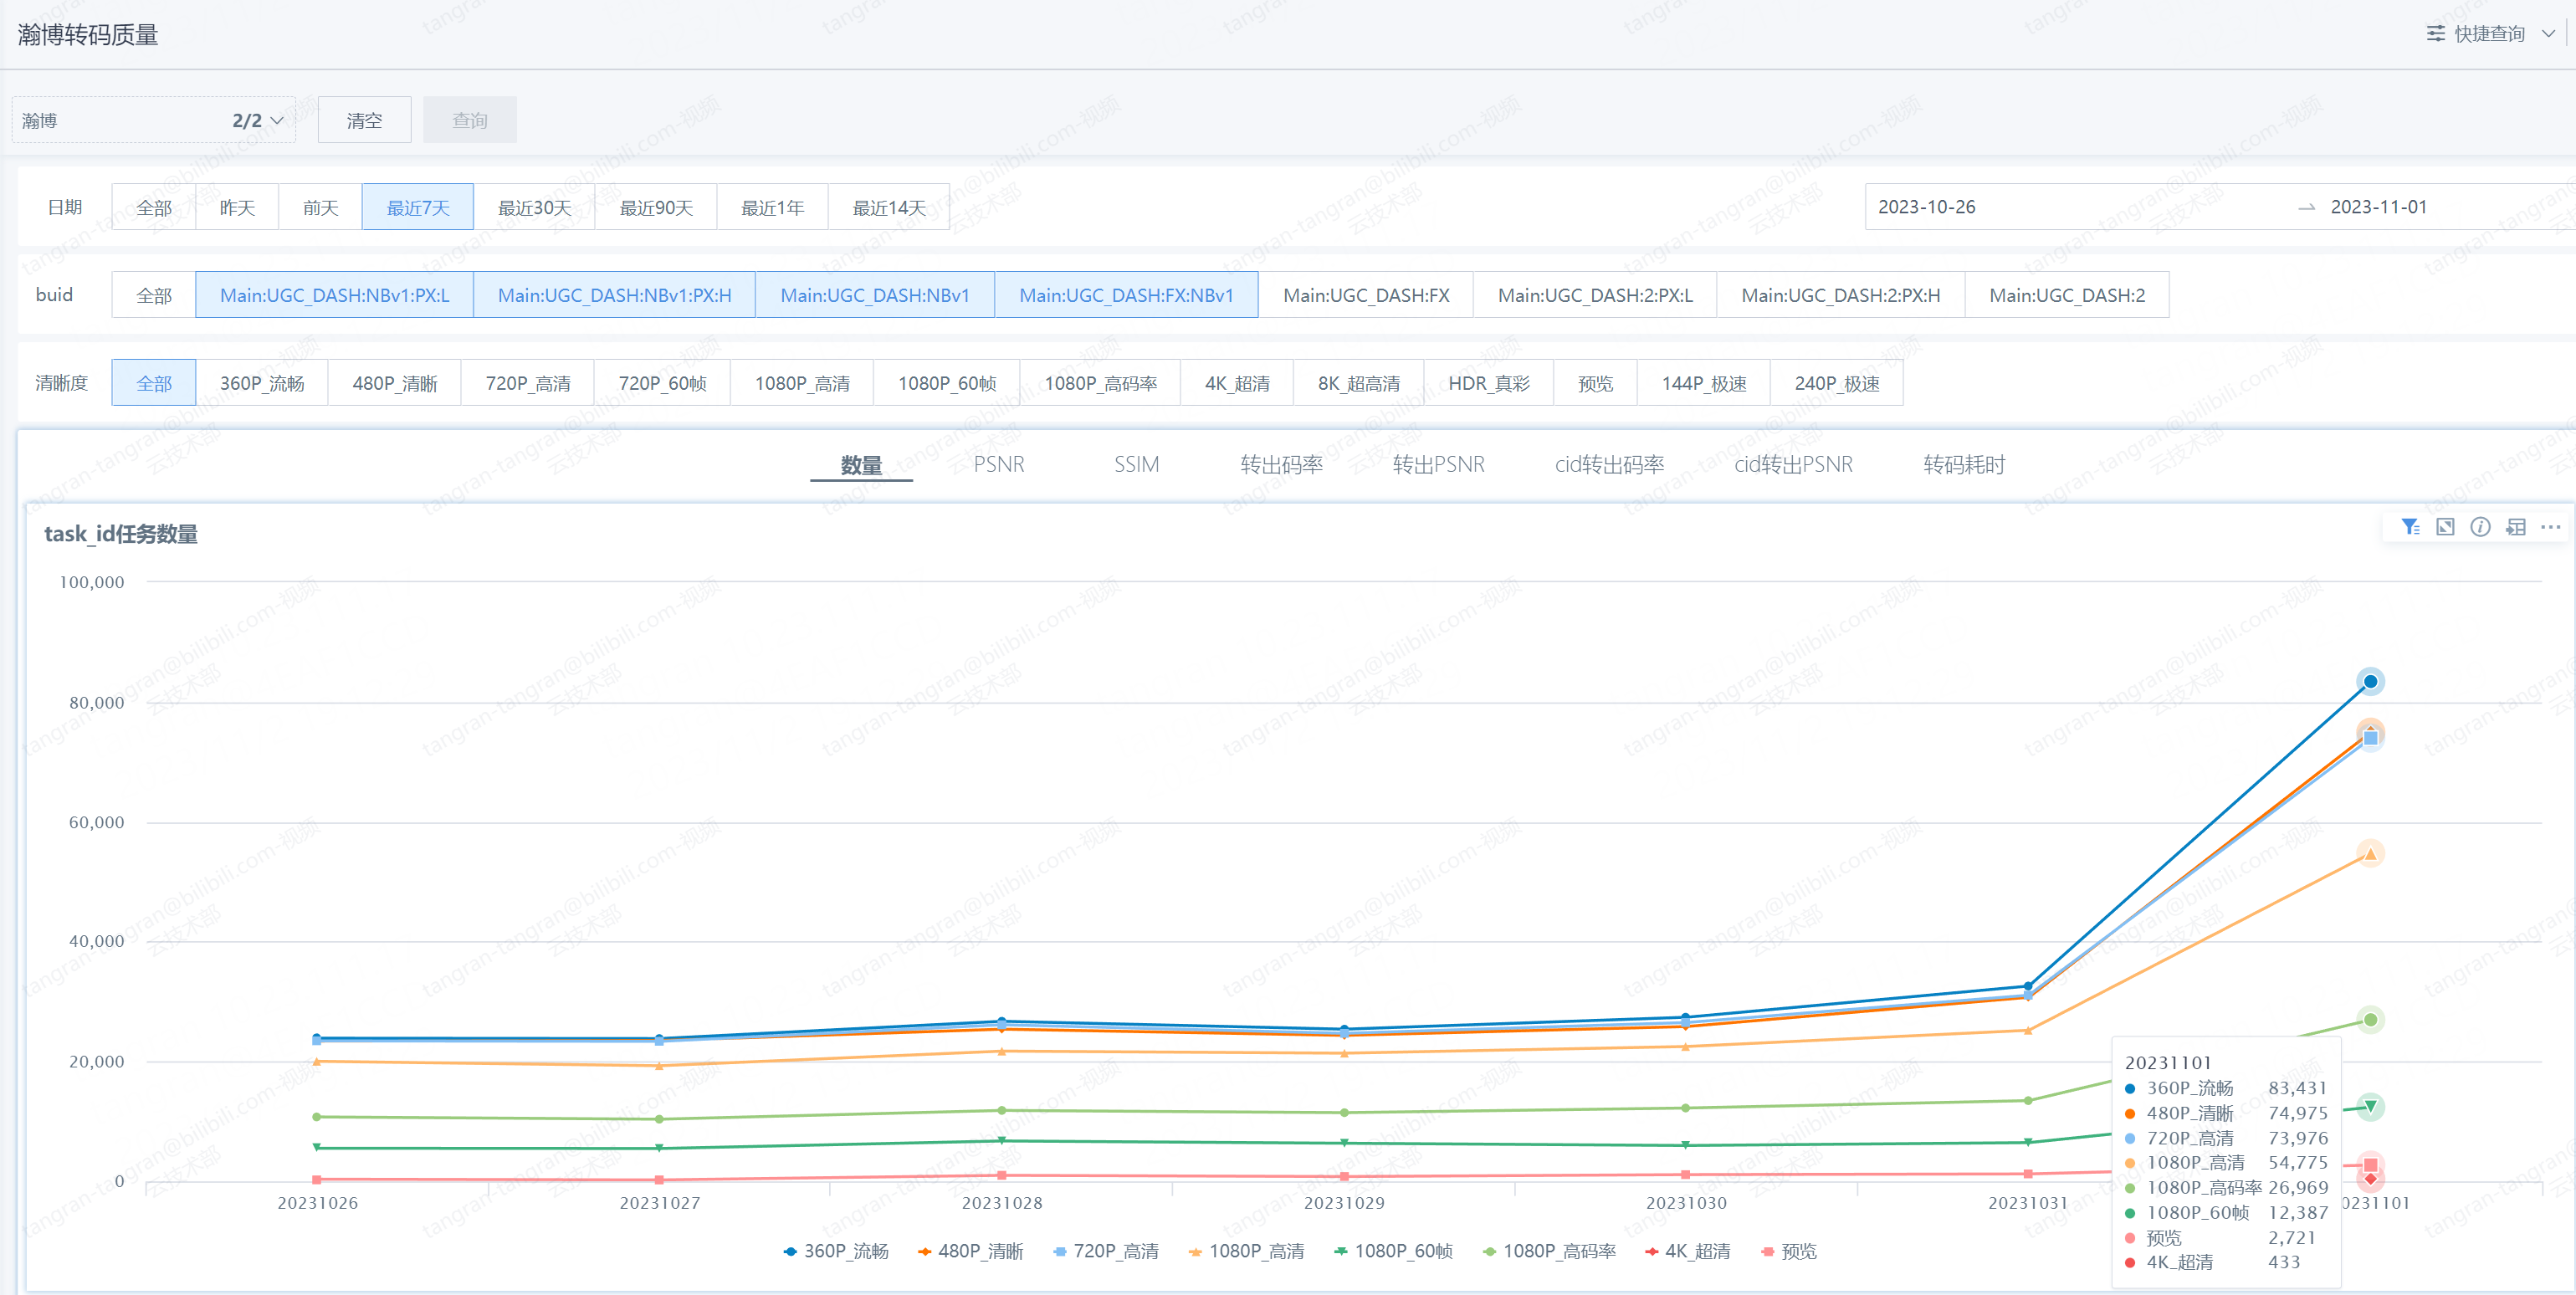 瀚博转码质量
快捷查询
瀚博 2/2 清空 查询
日期 全部 昨天 前天 最近7天 最近30天 最近90天 最近1年 最近14天 2023-10-26 → 2023-11-01
buid 全部 Main:UGC_DASH:NBv1:PX:L Main:UGC_DASH:NBv1:PX:H Main:UGC_DASH:NBv1 Main:UGC_DASH:FX:NBv1 Main:UGC_DASH:FX Main:UGC_DASH:2:PX:L Main:UGC_DASH:2:PX:H Main:UGC_DASH:2
清晰度 全部 360P_流畅 480P_清晰 720P_高清 720P_60帧 1080P_高清 1080P_60帧 1080P_高码率 4K_超清 8K_超高清 HDR_真彩 预览 144P_极速 240P_极速
数量 PSNR SSIM 转出码率 转出PSNR cid转出码率 cid转出PSNR 转码耗时
task_id任务数量
100,000
80,000
60,000
40,000
20,000
0
20231026 20231027 20231028 20231029 20231030 20231031 0231101
20231101
360P_流畅 83,431
480P_清晰 74,975
720P_高清 73,976
1080P_高清 54,775
1080P_高码率 26,969
1080P_60帧 12,387
预览 2,721
4K_超清 433
360P_流畅 480P_清晰 720P_高清 1080P_高清 1080P_60帧 1080P_高码率 4K_超清 预览
tangran-tangran@bilibili.com-视频
云技术部